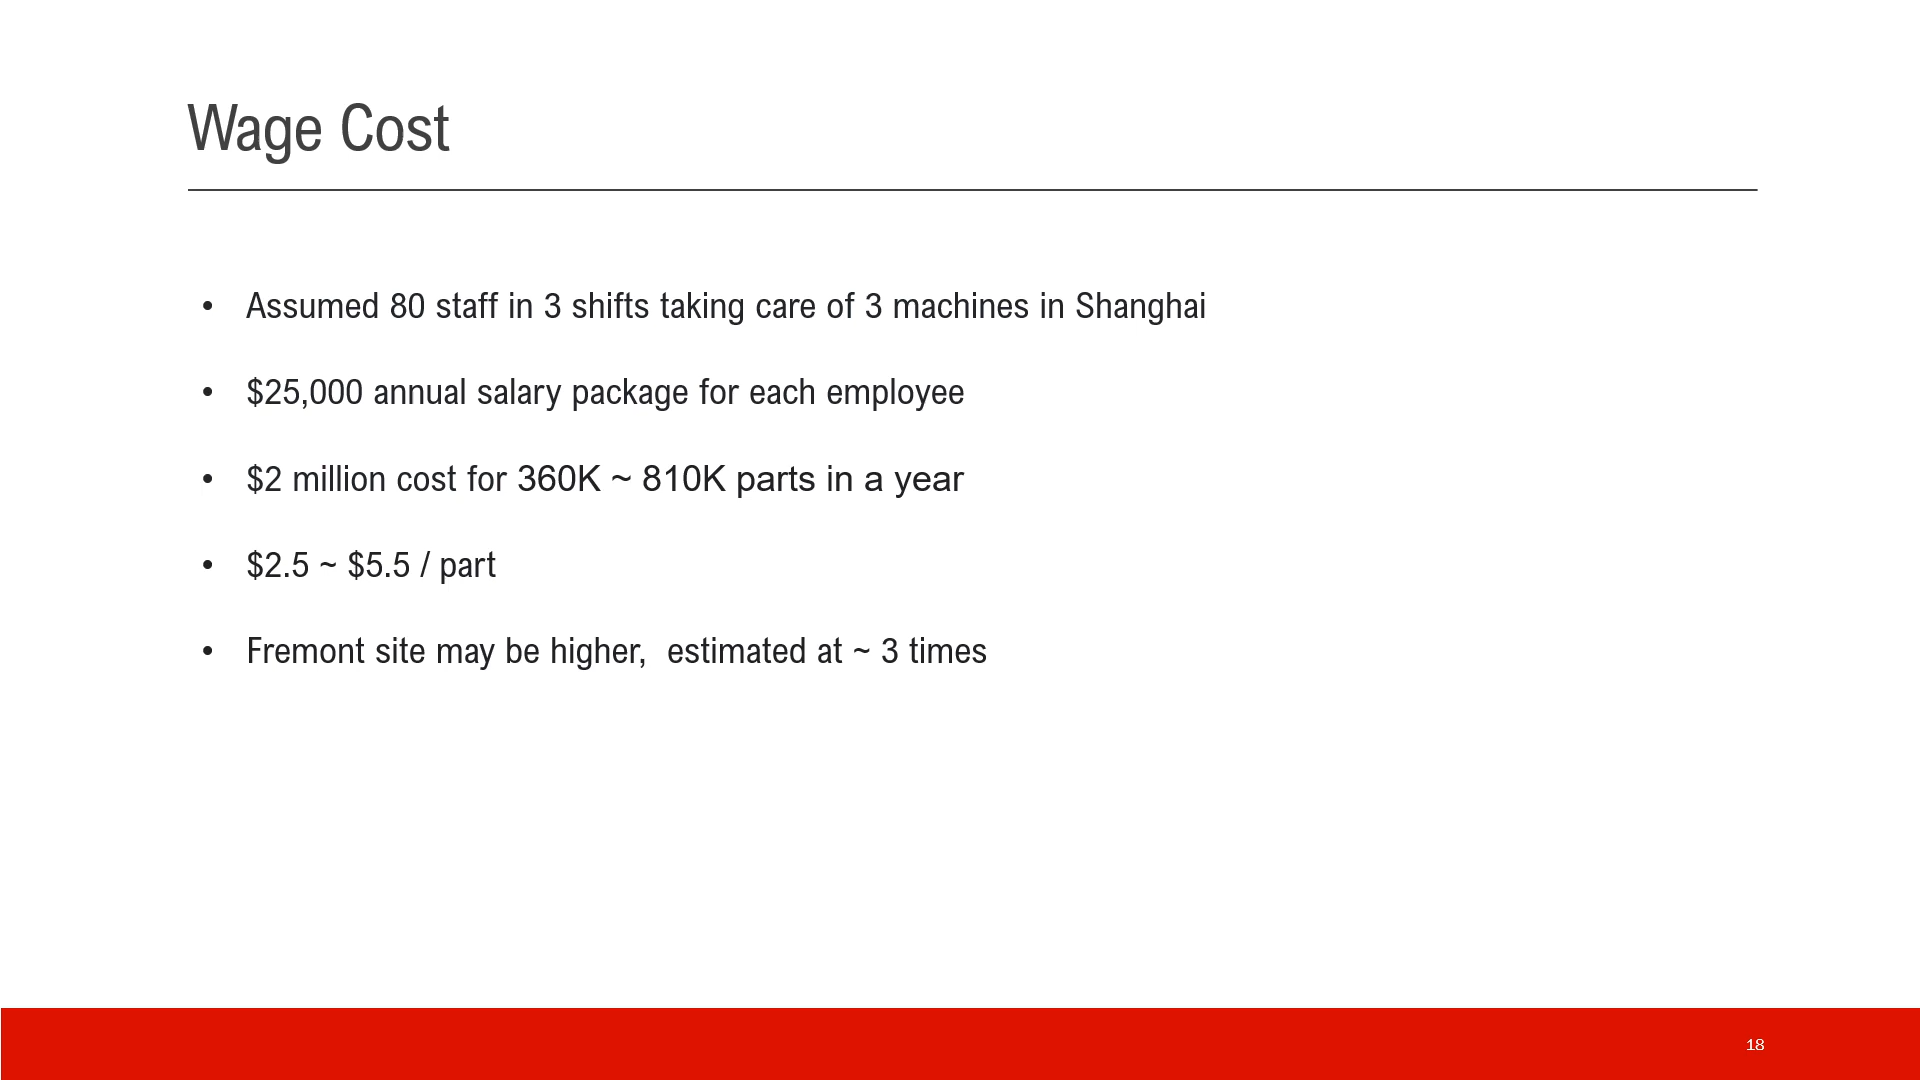 Wage Cost
• Assumed 80 staff in 3 shifts taking care of 3 machines in Shanghai
• $25,000 annual salary package for each employee
• $2 million cost for 360K ~ 810K parts in a year
• $2.5 ~ $5.5 / part
• Fremont site may be higher,  estimated at ~ 3 times
18